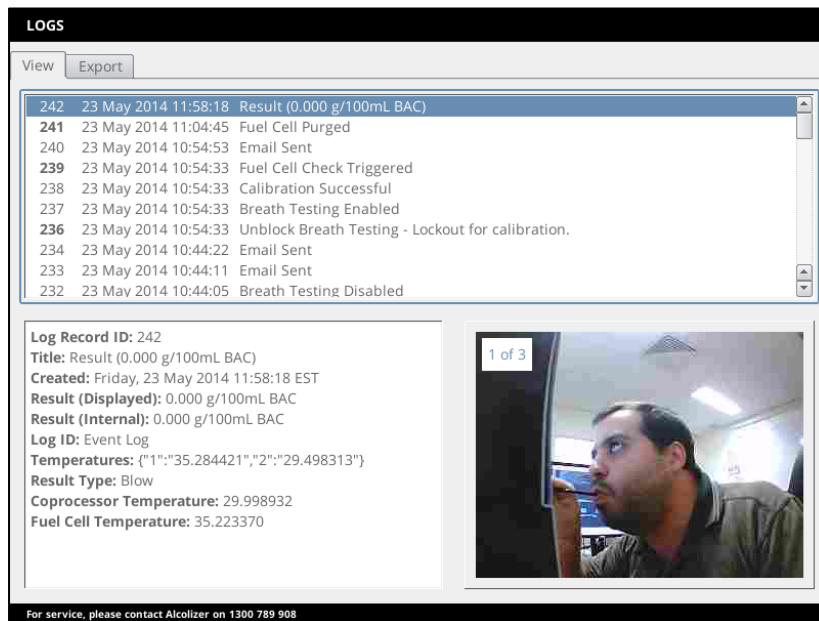 LOGS
View Export
242 23 May 2014 11:58:18 Result (0.000 g/100mL BAC)
241 23 May 2014 11:04:45 Fuel Cell Purged
240 23 May 2014 10:54:53 Email Sent
239 23 May 2014 10:54:33 Fuel Cell Check Triggered
238 23 May 2014 10:54:33 Calibration Successful
237 23 May 2014 10:54:33 Breath Testing Enabled
236 23 May 2014 10:54:33 Unblock Breath Testing - Lockout for calibration.
234 23 May 2014 10:44:22 Email Sent
233 23 May 2014 10:44:11 Email Sent
232 23 May 2014 10:44:05 Breath Testing Disabled
Log Record ID: 242
Title: Result (0.000 g/100mL BAC)
Created: Friday, 23 May 2014 11:58:18 EST
Result (Displayed): 0.000 g/100mL BAC
Result (Internal): 0.000 g/100mL BAC
Log ID: Event Log
Temperatures: {"1":"35.284421","2":"29.498313"}
Result Type: Blow
Coprocessor Temperature: 29.998932
Fuel Cell Temperature: 35.223370
1 of 3
For service, please contact Alcolizer on 1300 789 908